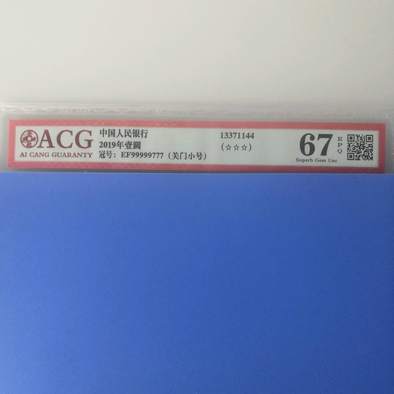 ACG
AI CANG GUARANTY
中国人民银行
2019年壹圆
冠号：EF99999777（关门小号）
13371144
(☆☆☆)
67
EPQ
Superb Gem Unc